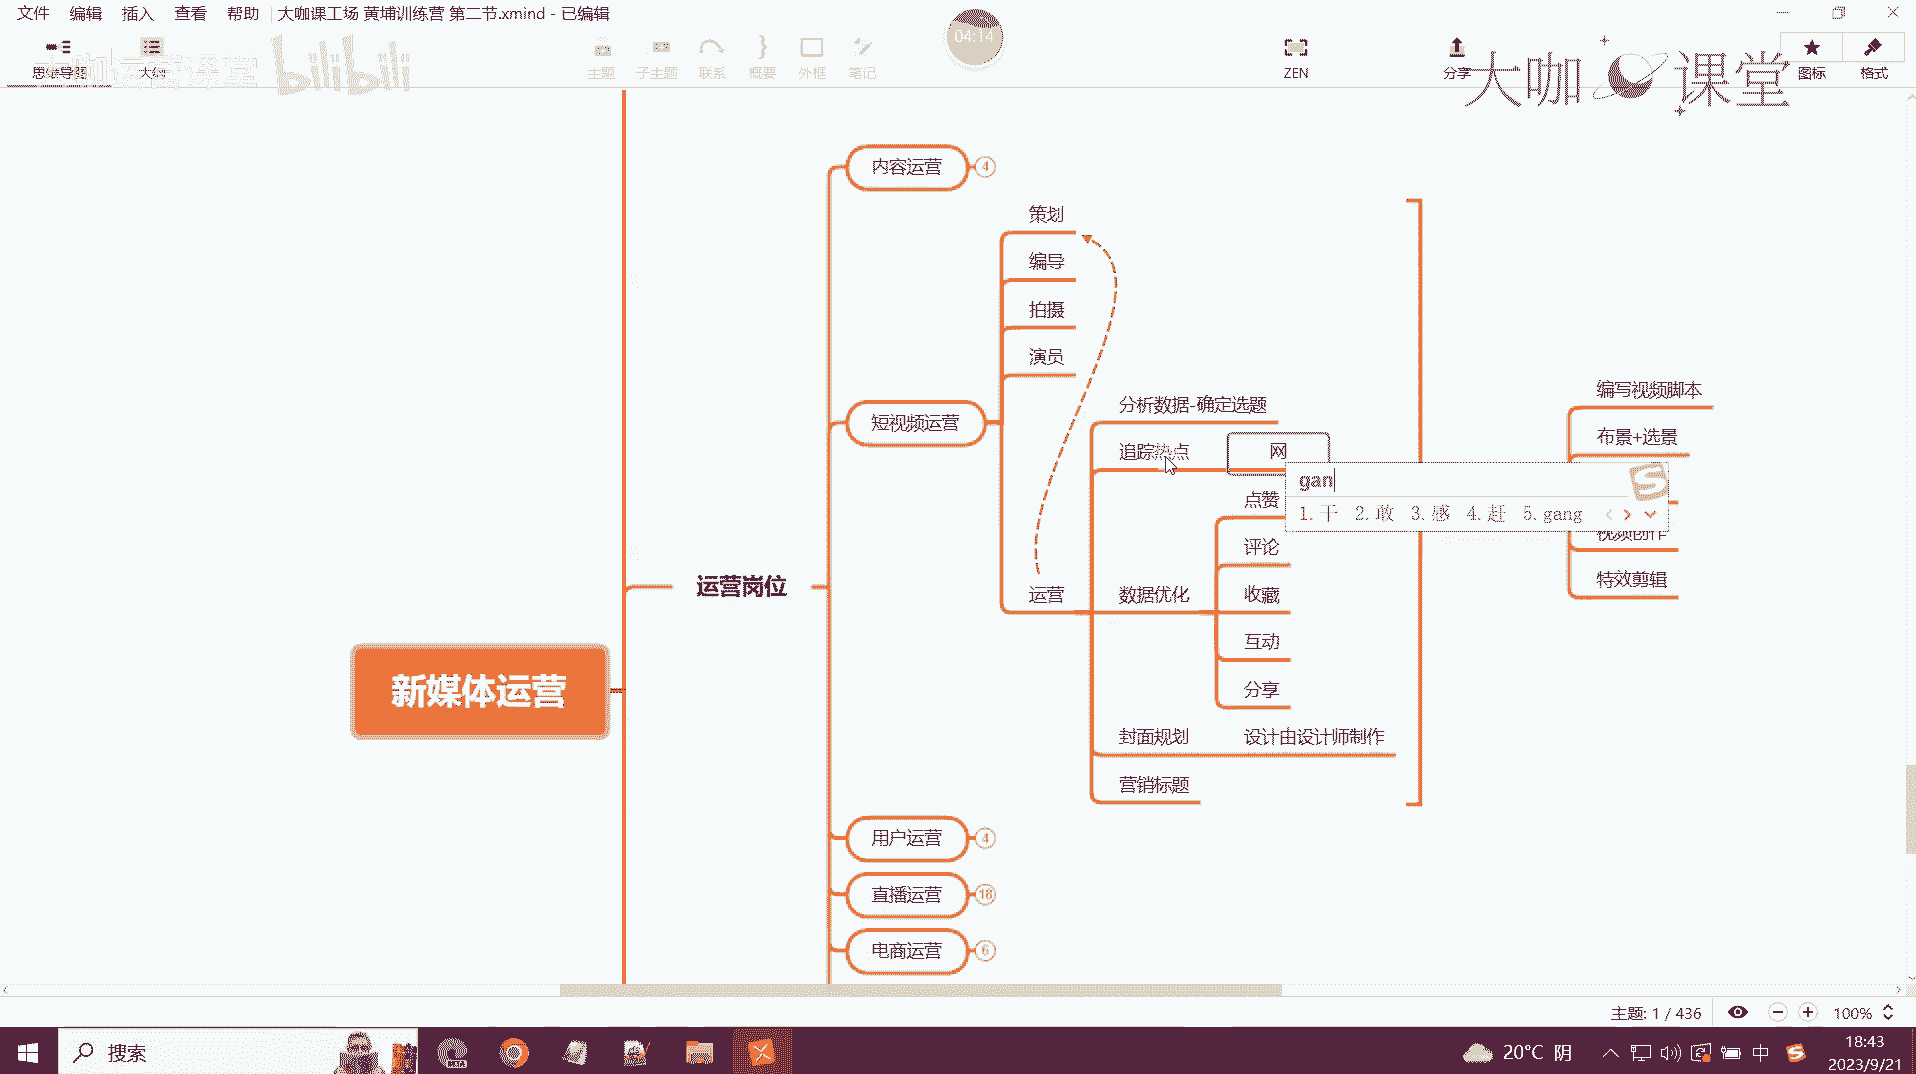 文件 编辑 插入 查看 帮助 大咖课工场 黄埔训练营 第二节.xmind - 已编辑
04:14
思维导图 大纲 主题 子主题 联系 概要 外框 笔记 ZEN 分享 图标 格式
bilibili
大咖课堂
内容运营 4
策划
编导
拍摄
演员
短视频运营
分析数据-确定选题
追踪热点 网
gan
1.干 2.敢 3.感 4.赶 5.gang
点赞
评论
运营 数据优化 收藏
互动
分享
封面规划 设计由设计师制作
营销标题
编写视频脚本
布景+选景
视频创作
特效剪辑
运营岗位
新媒体运营
用户运营 4
直播运营 18
电商运营 6
主题: 1 / 436 100%
搜索 20°C 阴 中 18:43
2023/9/21